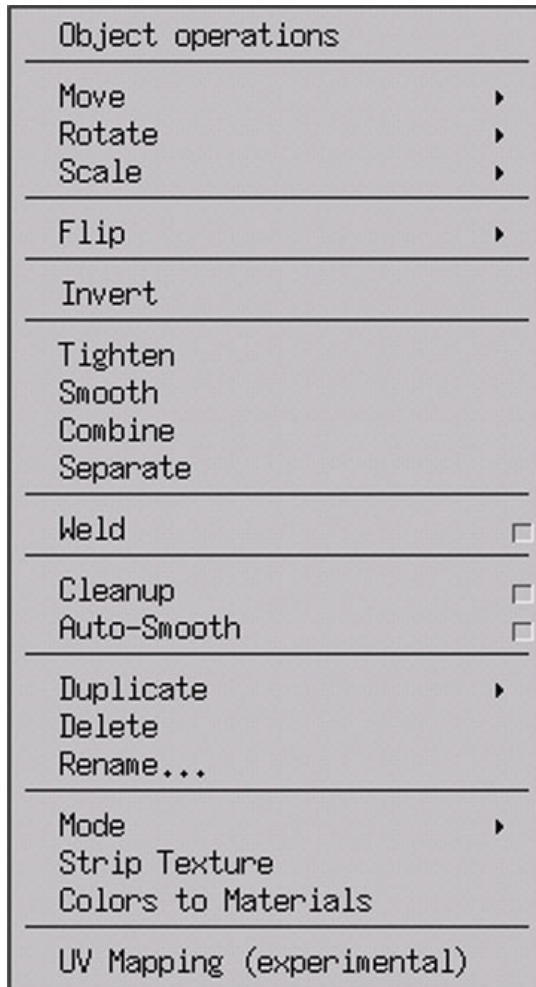 Object operations
Move
Rotate
Scale
Flip
Invert
Tighten
Smooth
Combine
Separate
Weld
Cleanup
Auto-Smooth
Duplicate
Delete
Rename...
Mode
Strip Texture
Colors to Materials
UV Mapping (experimental)